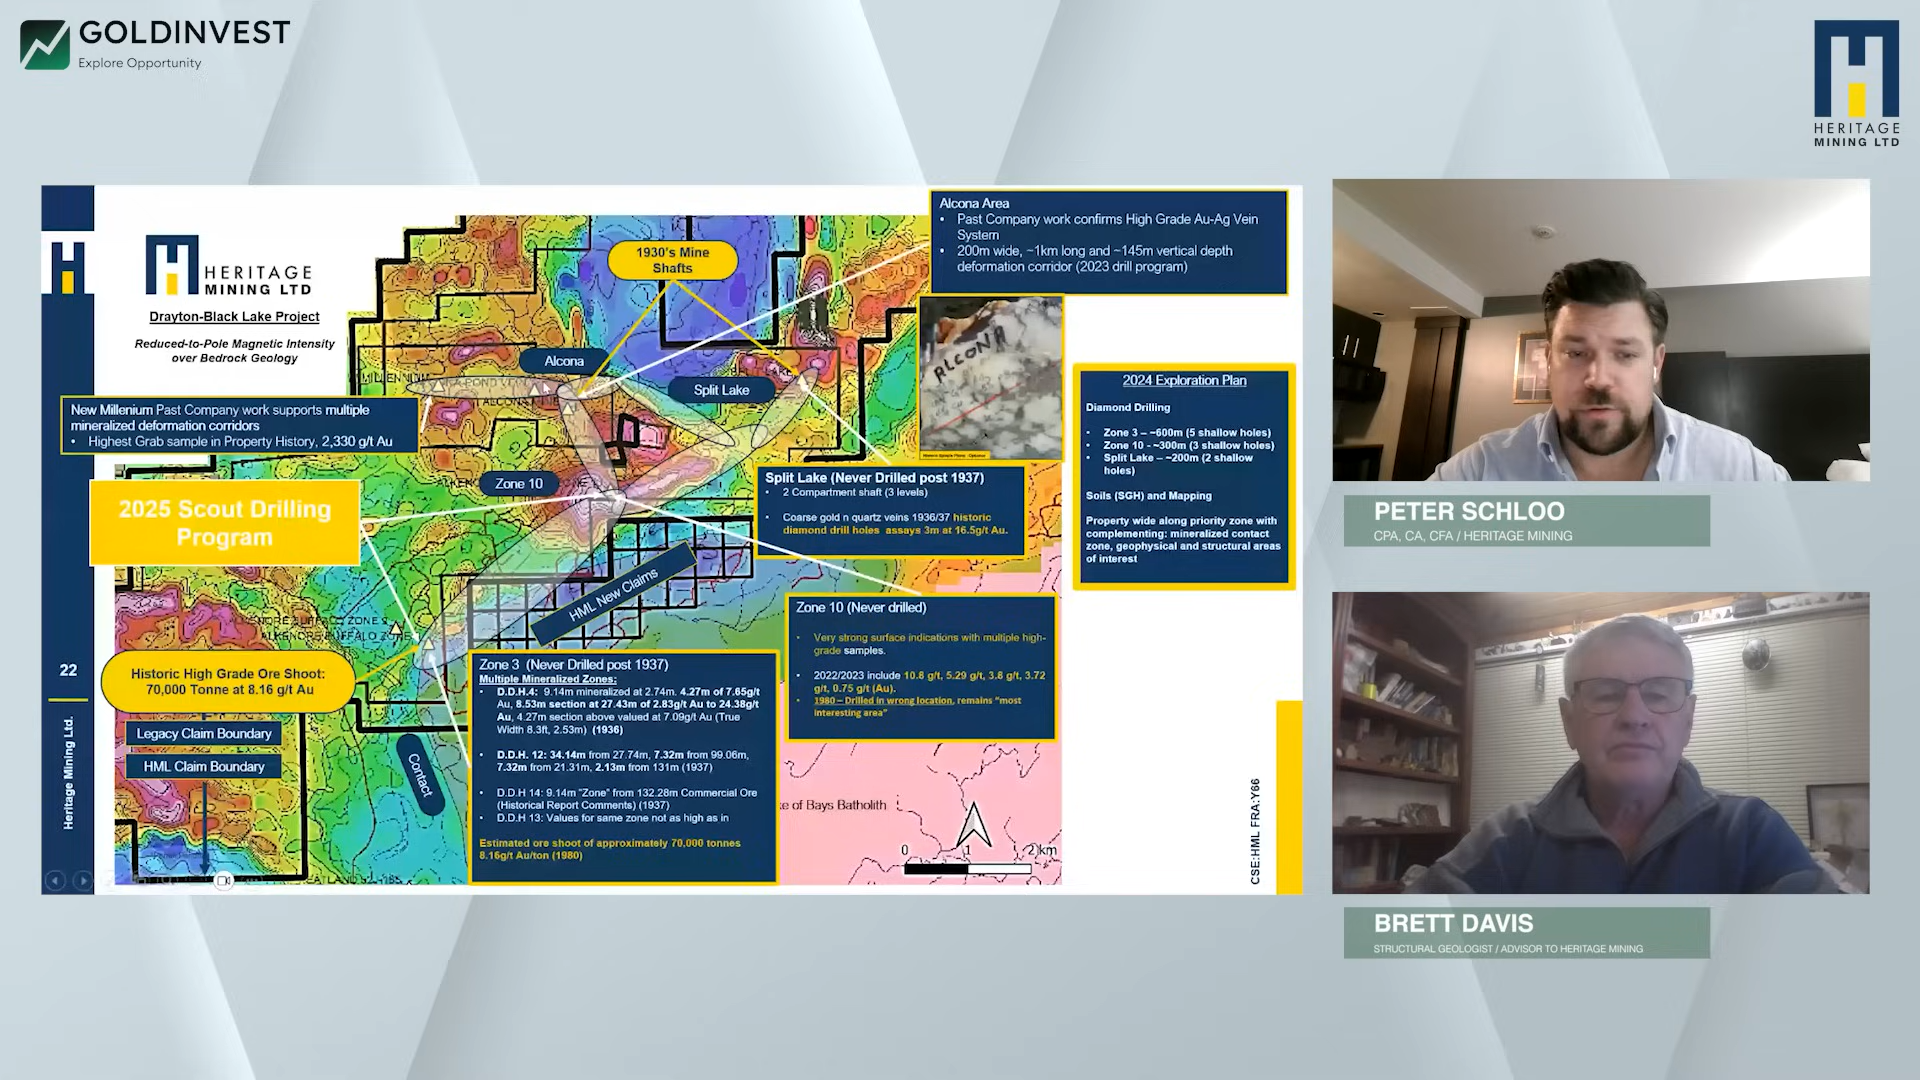 GOLDINVEST
Explore Opportunity
HERITAGE
MINING LTD
HERITAGE
MINING LTD
Drayton-Black Lake Project
Reduced-to-Pole Magnetic Intensity
over Bedrock Geology
1930's Mine
Shafts
Alcona Area
• Past Company work confirms High Grade Au-Ag Vein
System
• 200m wide, ~1km long and ~145m vertical depth
deformation corridor (2023 drill program)
Alcona
Split Lake
ALCONA
New Millenium Past Company work supports multiple
mineralized deformation corridors
• Highest Grab sample in Property History, 2,330 g/t Au
2024 Exploration Plan
Diamond Drilling
• Zone 3 – ~600m (5 shallow holes)
• Zone 10 - ~300m (3 shallow holes)
• Split Lake – ~200m (2 shallow
holes)
Soils (SGH) and Mapping
Property wide along priority zone with
complementing: mineralized contact
zone, geophysical and structural areas
of interest
Zone 10
Split Lake (Never Drilled post 1937)
• 2 Compartment shaft (3 levels)
Coarse gold n quartz veins 1936/37 historic
diamond drill holes assays 3m at 16.5g/t Au.
2025 Scout Drilling
Program
HML New Claims
Zone 10 (Never drilled)
• Very strong surface indications with multiple high-
grade samples.
• 2022/2023 include 10.8 g/t, 5.29 g/t, 3.8 g/t, 3.72
g/t, 0.75 g/t (Au).
• 1980 – Drilled in wrong location, remains "most
interesting area"
Historic High Grade Ore Shoot:
70,000 Tonne at 8.16 g/t Au
Zone 3 (Never Drilled post 1937)
Multiple Mineralized Zones:
• D.D.H.4: 9.14m mineralized at 2.74m. 4.27m of 7.65g/t
Au, 8.53m section at 27.43m of 2.83g/t Au to 24.38g/t
Au, 4.27m section above valued at 7.09g/t Au (True
Width 8.3ft, 2.53m) (1936)
• D.D.H. 12: 34.14m from 27.74m, 7.32m from 99.06m,
7.32m from 21.31m, 2.13m from 131m (1937)
• D.D.H 14: 9.14m "Zone" from 132.28m Commercial Ore
(Historical Report Comments) (1937)
• D.D.H 13: Values for same zone not as high as in
Estimated ore shoot of approximately 70,000 tonnes
8.16g/t Au/ton (1980)
Legacy Claim Boundary
HML Claim Boundary
Contact
e of Bays Batholith
0 1 2 km
22
Heritage Mining Ltd.
CSE:HML FRA:Y66
PETER SCHLOO
CPA, CA, CFA / HERITAGE MINING
BRETT DAVIS
STRUCTURAL GEOLOGIST / ADVISOR TO HERITAGE MINING